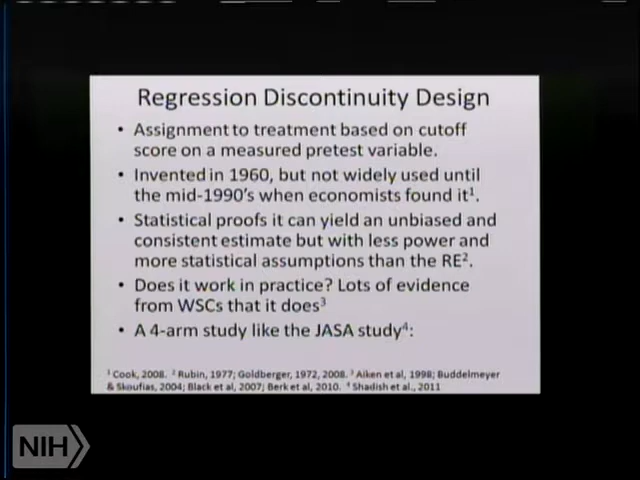 Regression Discontinuity Design
• Assignment to treatment based on cutoff
score on a measured pretest variable.
• Invented in 1960, but not widely used until
the mid-1990's when economists found it¹.
• Statistical proofs it can yield an unbiased and
consistent estimate but with less power and
more statistical assumptions than the RE².
• Does it work in practice? Lots of evidence
from WSCs that it does³
• A 4-arm study like the JASA study⁴:
¹ Cook, 2008. ² Rubin, 1977; Goldberger, 1972, 2008. ³ Aiken et al, 1998; Buddelmeyer
& Skoufias, 2004; Black et al, 2007; Berk et al, 2010. ⁴ Shadish et al., 2011
NIH